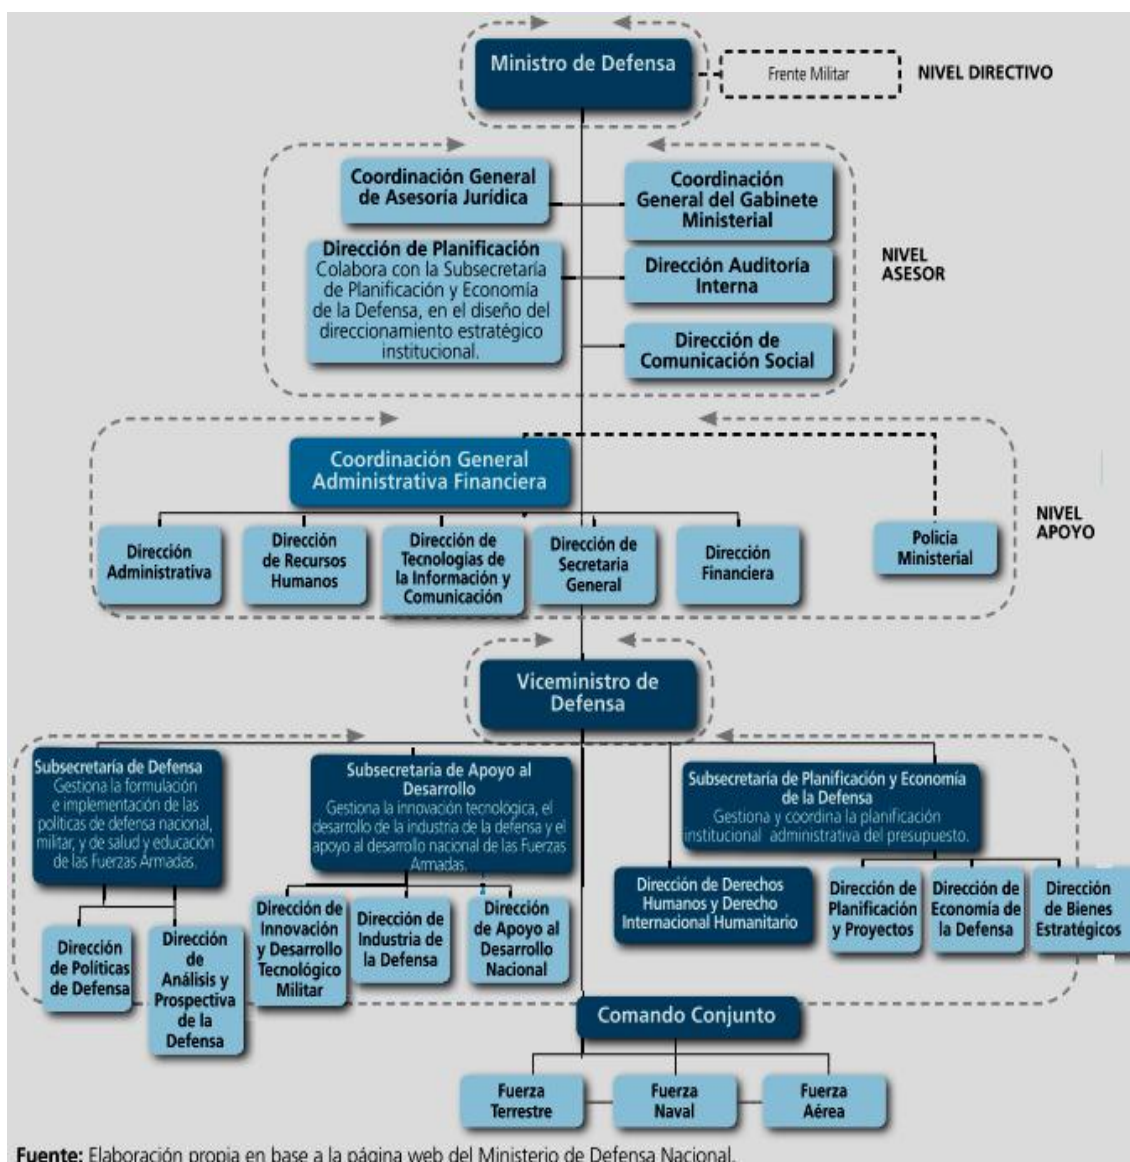 Ministro de Defensa
Frente Militar
NIVEL DIRECTIVO
Coordinación General
de Asesoría Jurídica
Coordinación
General del Gabinete
Ministerial
Dirección de Planificación
Colabora con la Subsecretaría
de Planificación y Economía
de la Defensa, en el diseño del
direccionamiento estratégico
institucional.
Dirección Auditoría
Interna
Dirección de
Comunicación Social
NIVEL
ASESOR
Coordinación General
Administrativa Financiera
Dirección
Administrativa
Dirección
de Recursos
Humanos
Dirección de
Tecnologías de
la Información y
Comunicación
Dirección de
Secretaria
General
Dirección
Financiera
Policia
Ministerial
NIVEL
APOYO
Viceministro de
Defensa
Subsecretaría de Defensa
Gestiona la formulación
e implementación de las
políticas de defensa nacional,
militar, y de salud y educación
de las Fuerzas Armadas.
Subsecretaría de Apoyo al
Desarrollo
Gestiona la innovación tecnológica, el
desarrollo de la industria de la defensa y el
apoyo al desarrollo nacional de las Fuerzas
Armadas.
Subsecretaría de Planificación y Economía
de la Defensa
Gestiona y coordina la planificación
institucional administrativa del presupuesto.
Dirección
de Políticas
de Defensa
Dirección
de
Análisis y
Prospectiva
de la
Defensa
Dirección de
Innovación
y Desarrollo
Tecnológico
Militar
Dirección de
Industria de
la Defensa
Dirección
de Apoyo al
Desarrollo
Nacional
Dirección de Derechos
Humanos y Derecho
Internacional Humanitario
Dirección de
Planificación
y Proyectos
Dirección de
Economía de
la Defensa
Dirección
de Bienes
Estratégicos
Comando Conjunto
Fuerza
Terrestre
Fuerza
Naval
Fuerza
Aérea
Fuente: Elaboración propia en base a la página web del Ministerio de Defensa Nacional.